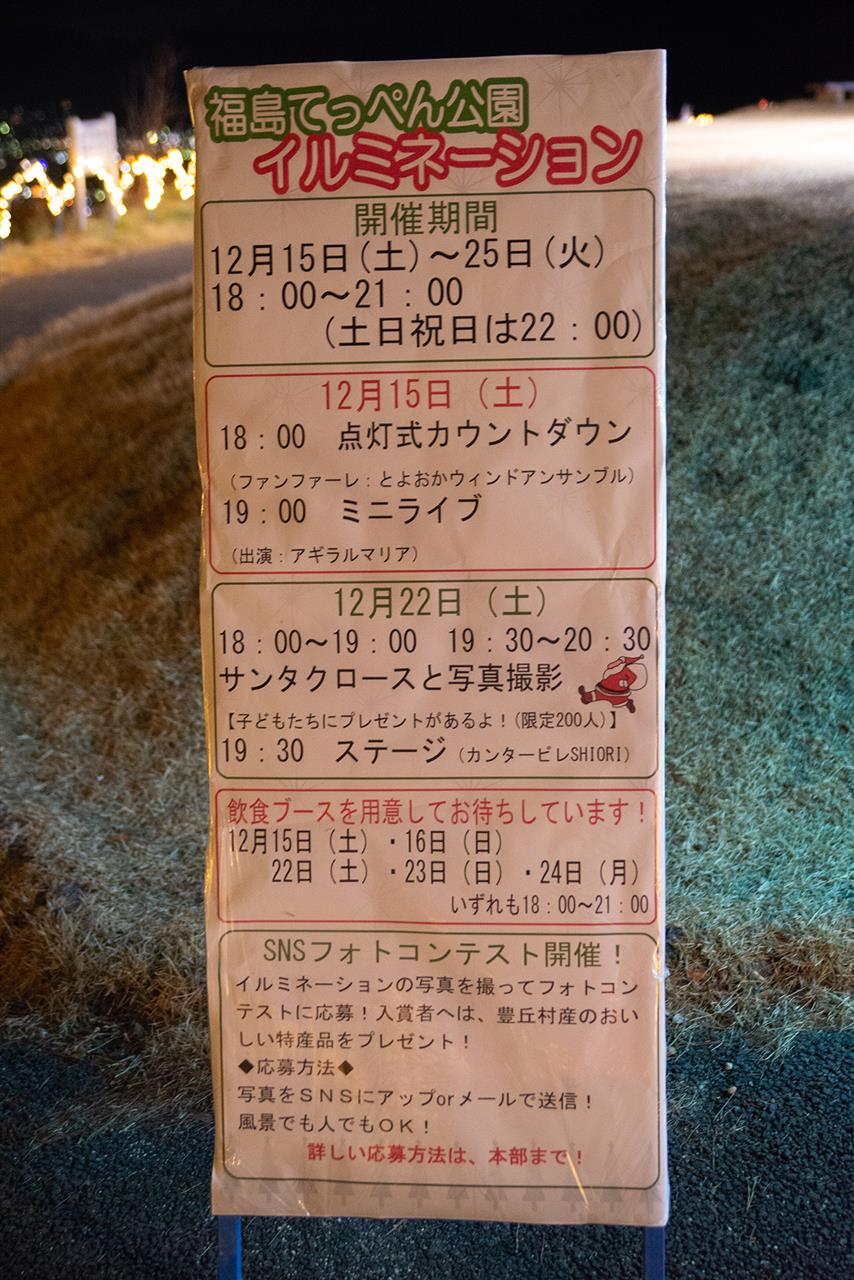 福島てっぺん公園
イルミネーション
開催期間
12月15日(土)～25日(火)
18：00～21：00
(土日祝日は22：00)
12月15日（土）
18：00　点灯式カウントダウン
（ファンファーレ：とよおかウィンドアンサンブル）
19：00　ミニライブ
（出演：アギラルマリア）
12月22日（土）
18：00～19：00　19：30～20：30
サンタクロースと写真撮影
【子どもたちにプレゼントがあるよ！(限定200人)】
19：30　ステージ（カンタービレSHIORI）
飲食ブースを用意してお待ちしています！
12月15日（土）・16日（日）
22日（土）・23日（日）・24日（月）
いずれも18：00～21：00
SNSフォトコンテスト開催！
イルミネーションの写真を撮ってフォトコン
テストに応募！入賞者へは、豊丘村産のおい
しい特産品をプレゼント！
◆応募方法◆
写真をＳＮＳにアップorメールで送信！
風景でも人でもＯＫ！
詳しい応募方法は、本部まで！